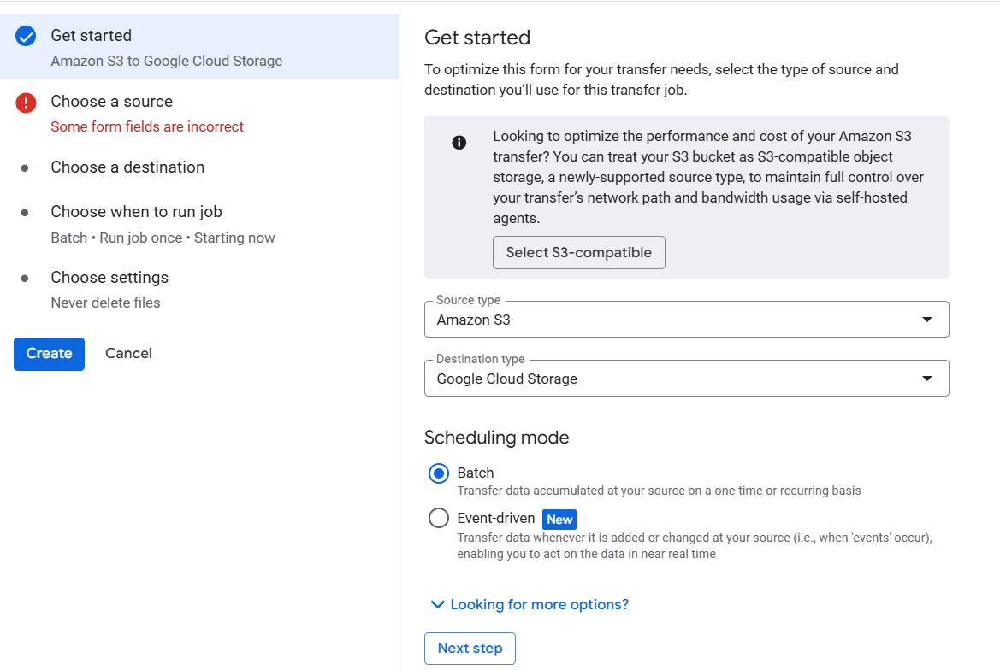 Get started
Amazon S3 to Google Cloud Storage
Choose a source
Some form fields are incorrect
Choose a destination
Choose when to run job
Batch • Run job once • Starting now
Choose settings
Never delete files
Create
Cancel
Get started
To optimize this form for your transfer needs, select the type of source and
destination you’ll use for this transfer job.
Looking to optimize the performance and cost of your Amazon S3
transfer? You can treat your S3 bucket as S3-compatible object
storage, a newly-supported source type, to maintain full control over
your transfer’s network path and bandwidth usage via self-hosted
agents.
Select S3-compatible
Source type
Amazon S3
Destination type
Google Cloud Storage
Scheduling mode
Batch
Transfer data accumulated at your source on a one-time or recurring basis
Event-driven New
Transfer data whenever it is added or changed at your source (i.e., when 'events' occur),
enabling you to act on the data in near real time
Looking for more options?
Next step